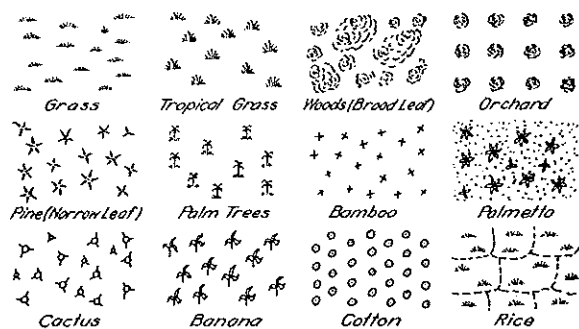 Grass Tropical Grass Woods(Broad Leaf) Orchard
Pine(Narrow Leaf) Palm Trees Bamboo Palmetto
Cactus Banana Cotton Rice